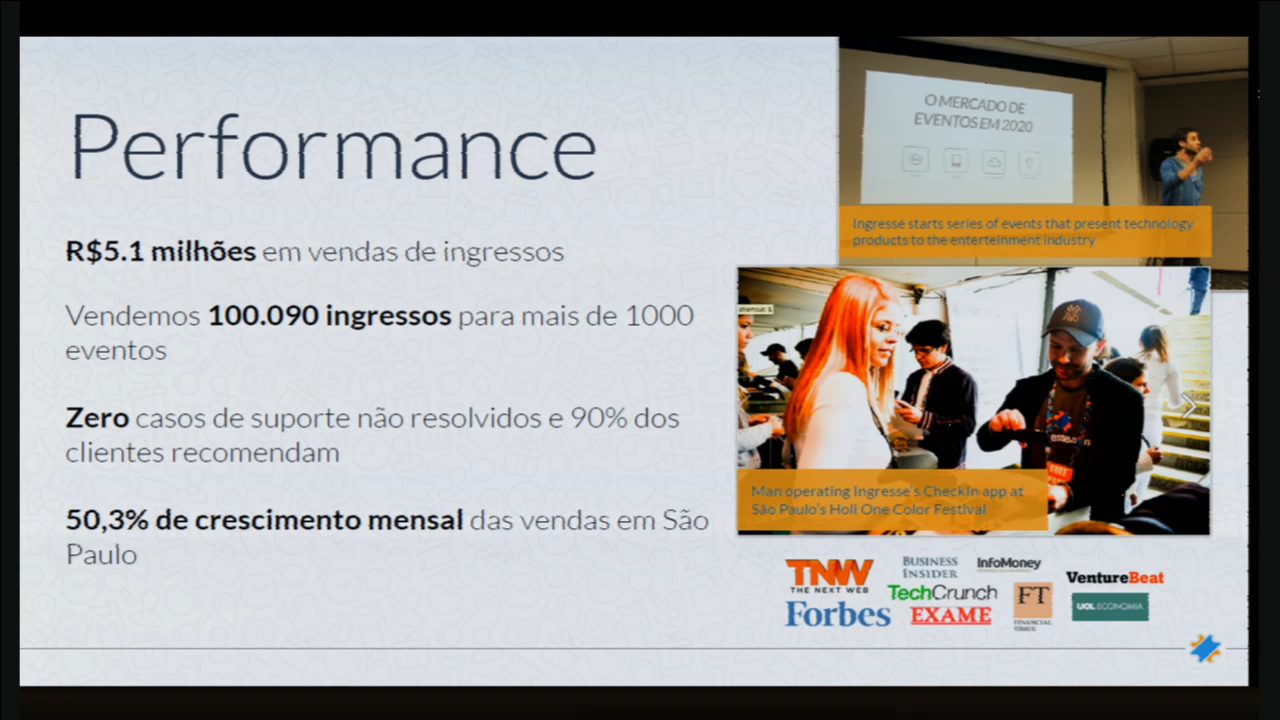 Performance
R$5.1 milhões em vendas de ingressos
Vendemos 100.090 ingressos para mais de 1000
eventos
Zero casos de suporte não resolvidos e 90% dos
clientes recomendam
50,3% de crescimento mensal das vendas em São
Paulo
O MERCADO DE
EVENTOS EM 2020
Ingresse starts series of events that present technology
products to the enterteinment industry
shortcut: L
FREE
Man operating Ingresse's CheckIn app at
São Paulo's Holi One Color Festival
TNW
THE NEXT WEB
BUSINESS
INSIDER
InfoMoney
VentureBeat
TechCrunch
Forbes
EXAME
FT
FINANCIAL
TIMES
UOL ECONOMIA